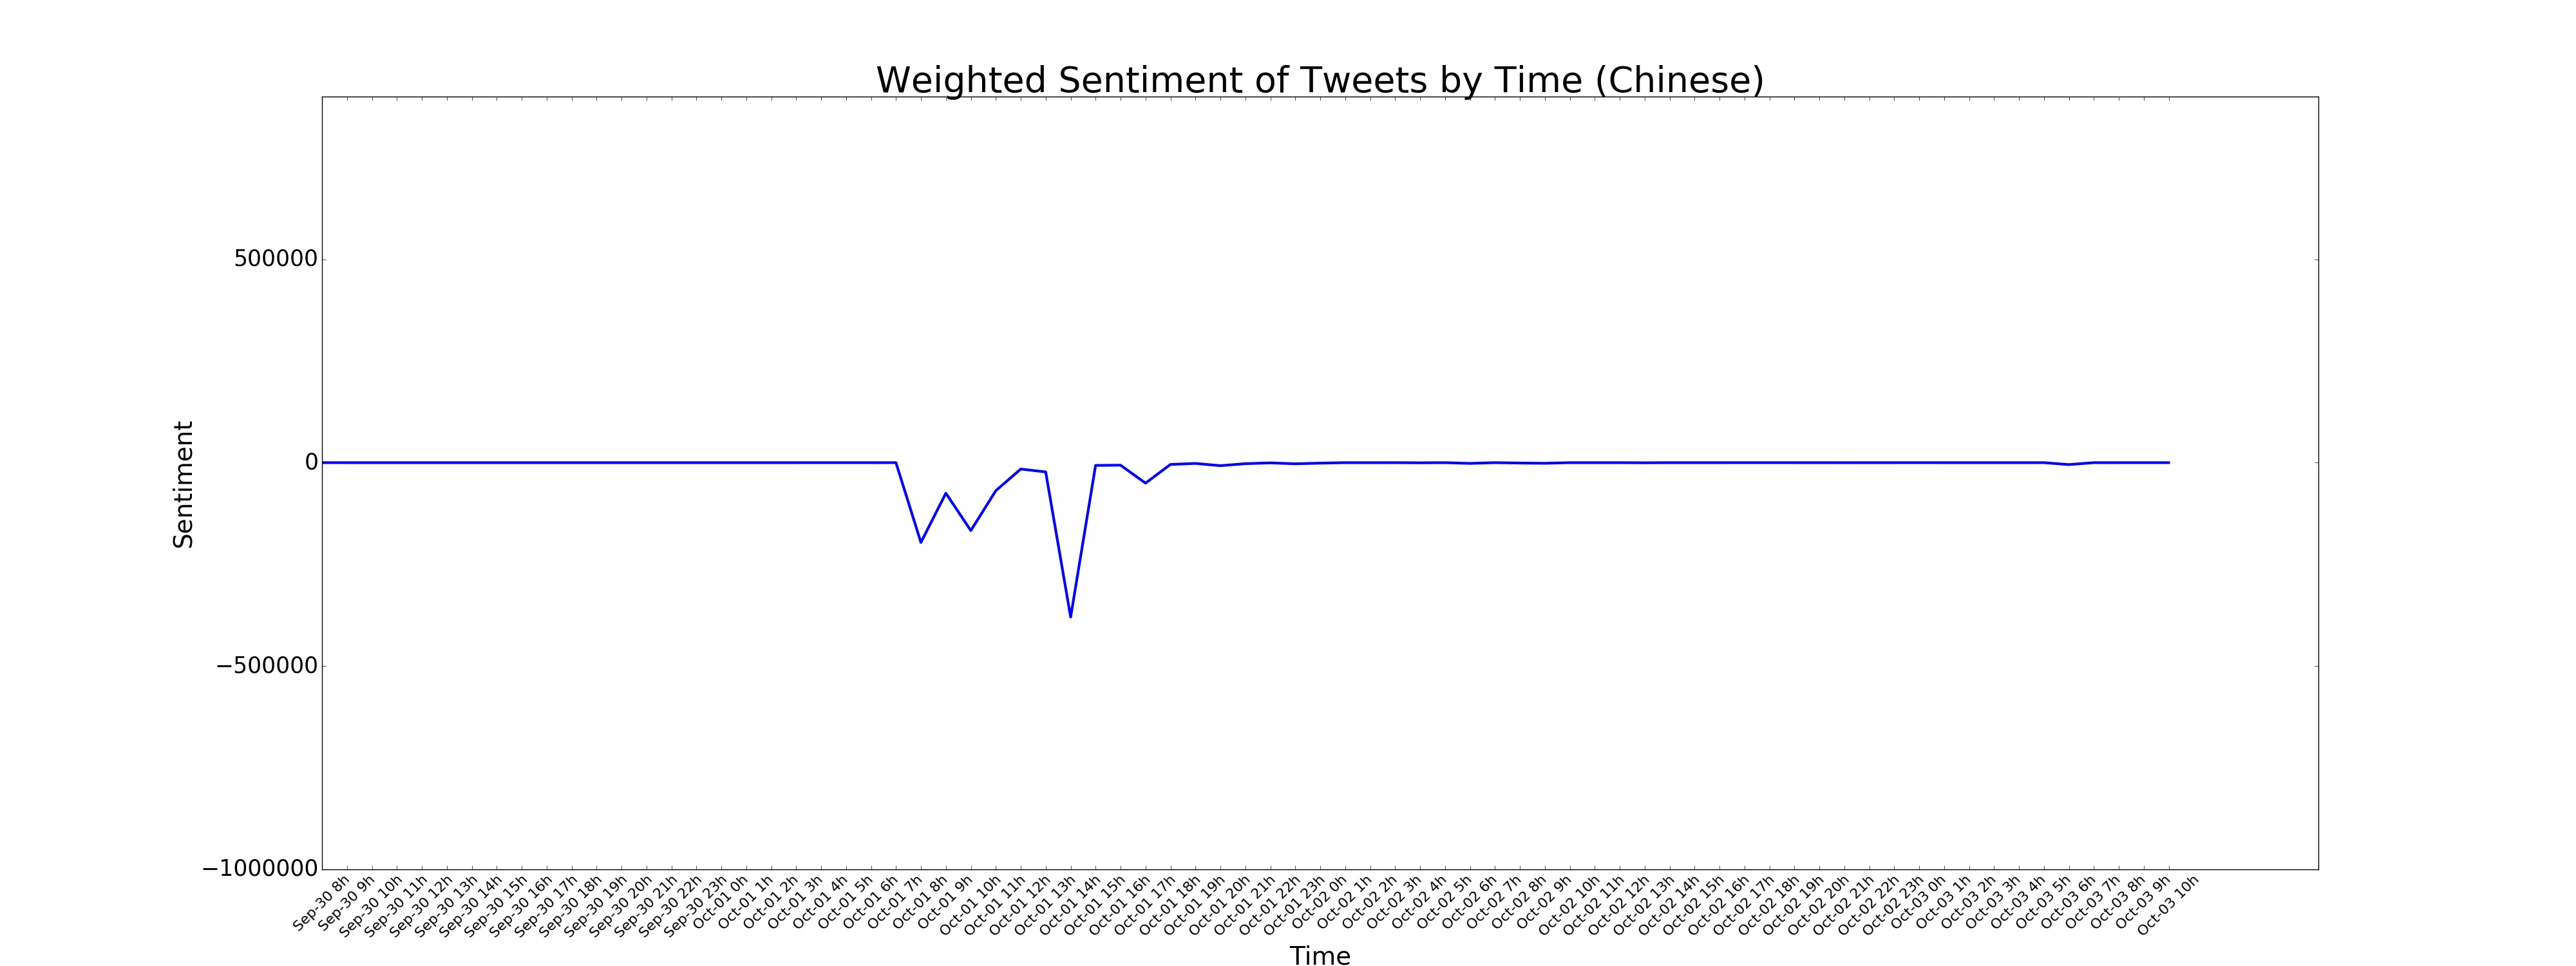 Weighted Sentiment of Tweets by Time (Chinese)
500000
0
−500000
−1000000
Sentiment
Sep-30 8h
Sep-30 9h
Sep-30 10h
Sep-30 11h
Sep-30 12h
Sep-30 13h
Sep-30 14h
Sep-30 15h
Sep-30 16h
Sep-30 17h
Sep-30 18h
Sep-30 19h
Sep-30 20h
Sep-30 21h
Sep-30 22h
Sep-30 23h
Oct-01 0h
Oct-01 1h
Oct-01 2h
Oct-01 3h
Oct-01 4h
Oct-01 5h
Oct-01 6h
Oct-01 7h
Oct-01 8h
Oct-01 9h
Oct-01 10h
Oct-01 11h
Oct-01 12h
Oct-01 13h
Oct-01 14h
Oct-01 15h
Oct-01 16h
Oct-01 17h
Oct-01 18h
Oct-01 19h
Oct-01 20h
Oct-01 21h
Oct-01 22h
Oct-01 23h
Oct-02 0h
Oct-02 1h
Oct-02 2h
Oct-02 3h
Oct-02 4h
Oct-02 5h
Oct-02 6h
Oct-02 7h
Oct-02 8h
Oct-02 9h
Oct-02 10h
Oct-02 11h
Oct-02 12h
Oct-02 13h
Oct-02 14h
Oct-02 15h
Oct-02 16h
Oct-02 17h
Oct-02 18h
Oct-02 19h
Oct-02 20h
Oct-02 21h
Oct-02 22h
Oct-02 23h
Oct-03 0h
Oct-03 1h
Oct-03 2h
Oct-03 3h
Oct-03 4h
Oct-03 5h
Oct-03 6h
Oct-03 7h
Oct-03 8h
Oct-03 9h
Oct-03 10h
Time